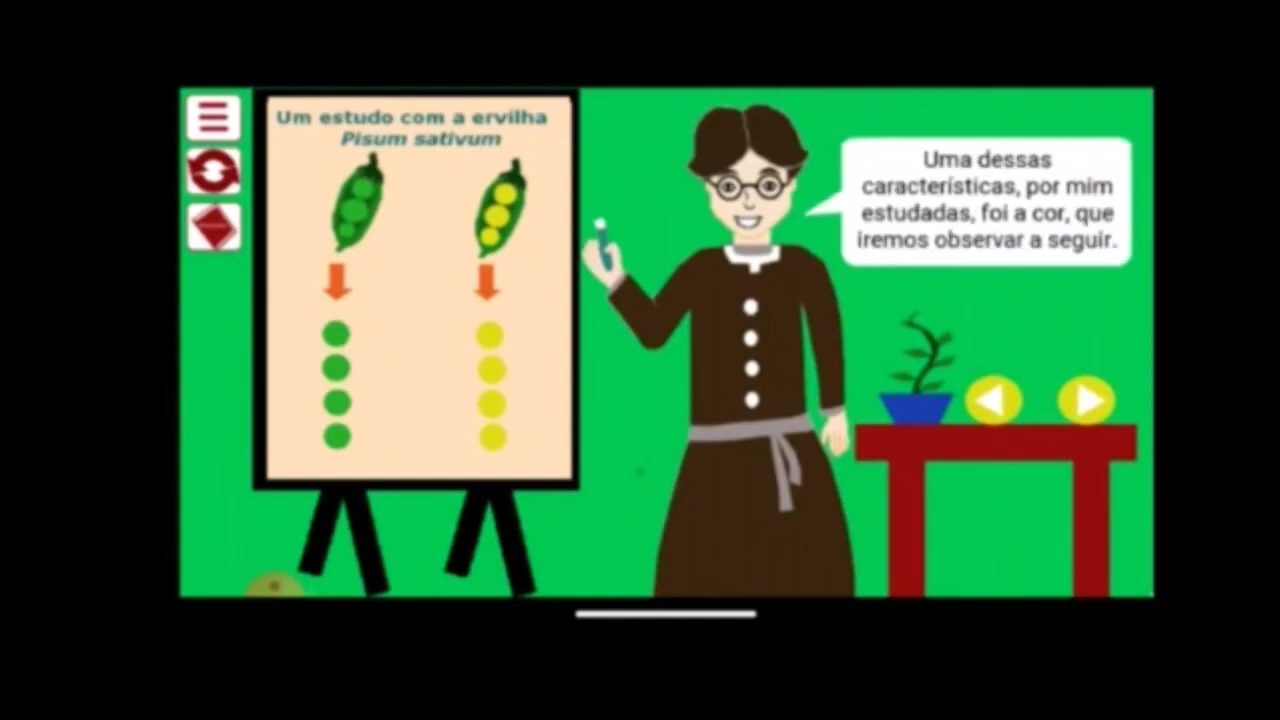 Um estudo com a ervilha
Pisum sativum
Uma dessas
características, por mim
estudadas, foi a cor, que
iremos observar a seguir.